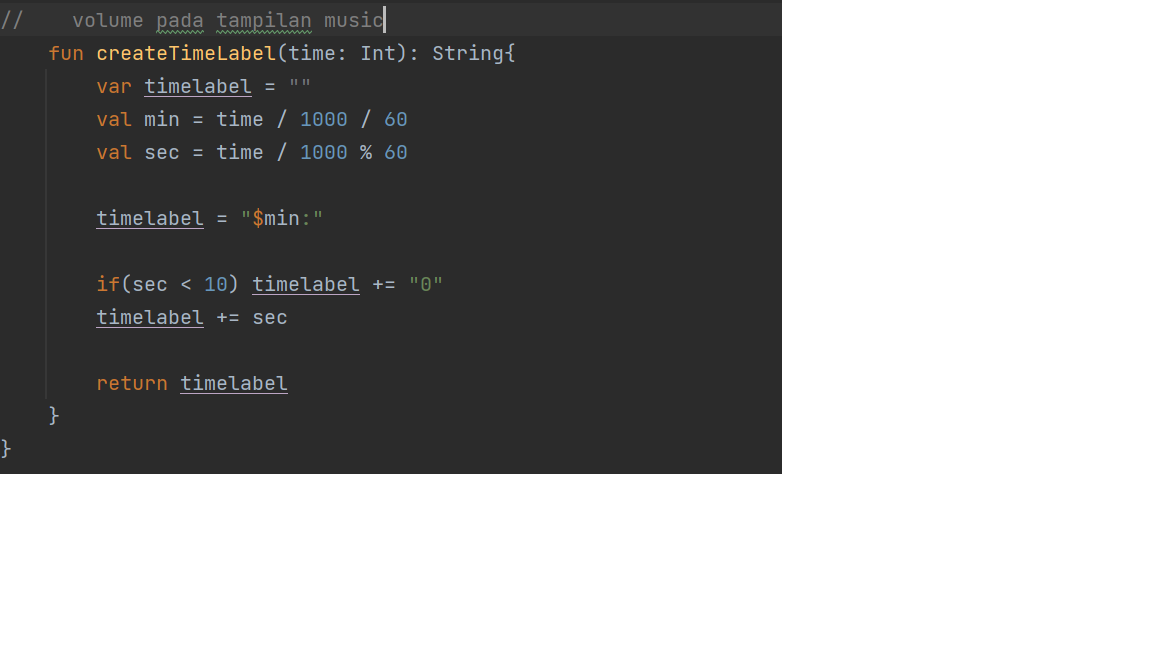 //    volume pada tampilan music
    fun createTimeLabel(time: Int): String{
        var timelabel = ""
        val min = time / 1000 / 60
        val sec = time / 1000 % 60
        timelabel = "$min:"
        if(sec < 10) timelabel += "0"
        timelabel += sec
        return timelabel
    }
}